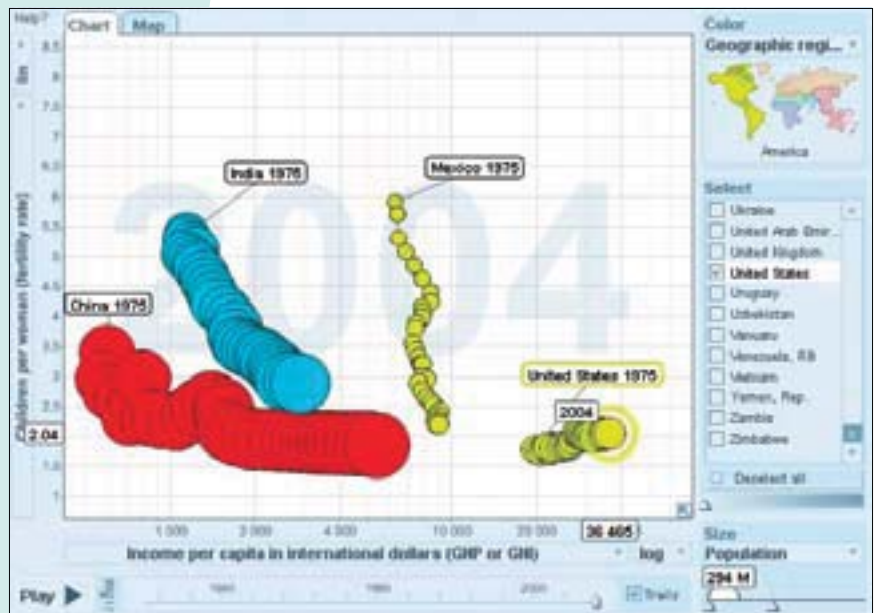 Help?
Chart
Map
Color
Geographic regi...
America
Select
Ukraine
United Arab Emir...
United Kingdom
United States
Uruguay
Uzbekistan
Vanuatu
Venezuela, RB
Vietnam
Yemen, Rep.
Zambia
Zimbabwe
Deselect all
Size
Population
294 M
lin
Children per woman (fertility rate)
8.5
8
7.5
7
6.5
6
5.5
5
4.5
4
3.5
3
2.5
2.04
1.5
1
2004
India 1975
Mexico 1975
China 1975
United States 1975
2004
1 000
2 000
4 000
10 000
20 000
36 465
Income per capita in international dollars (GNP or GNI)
log
Play
Trails